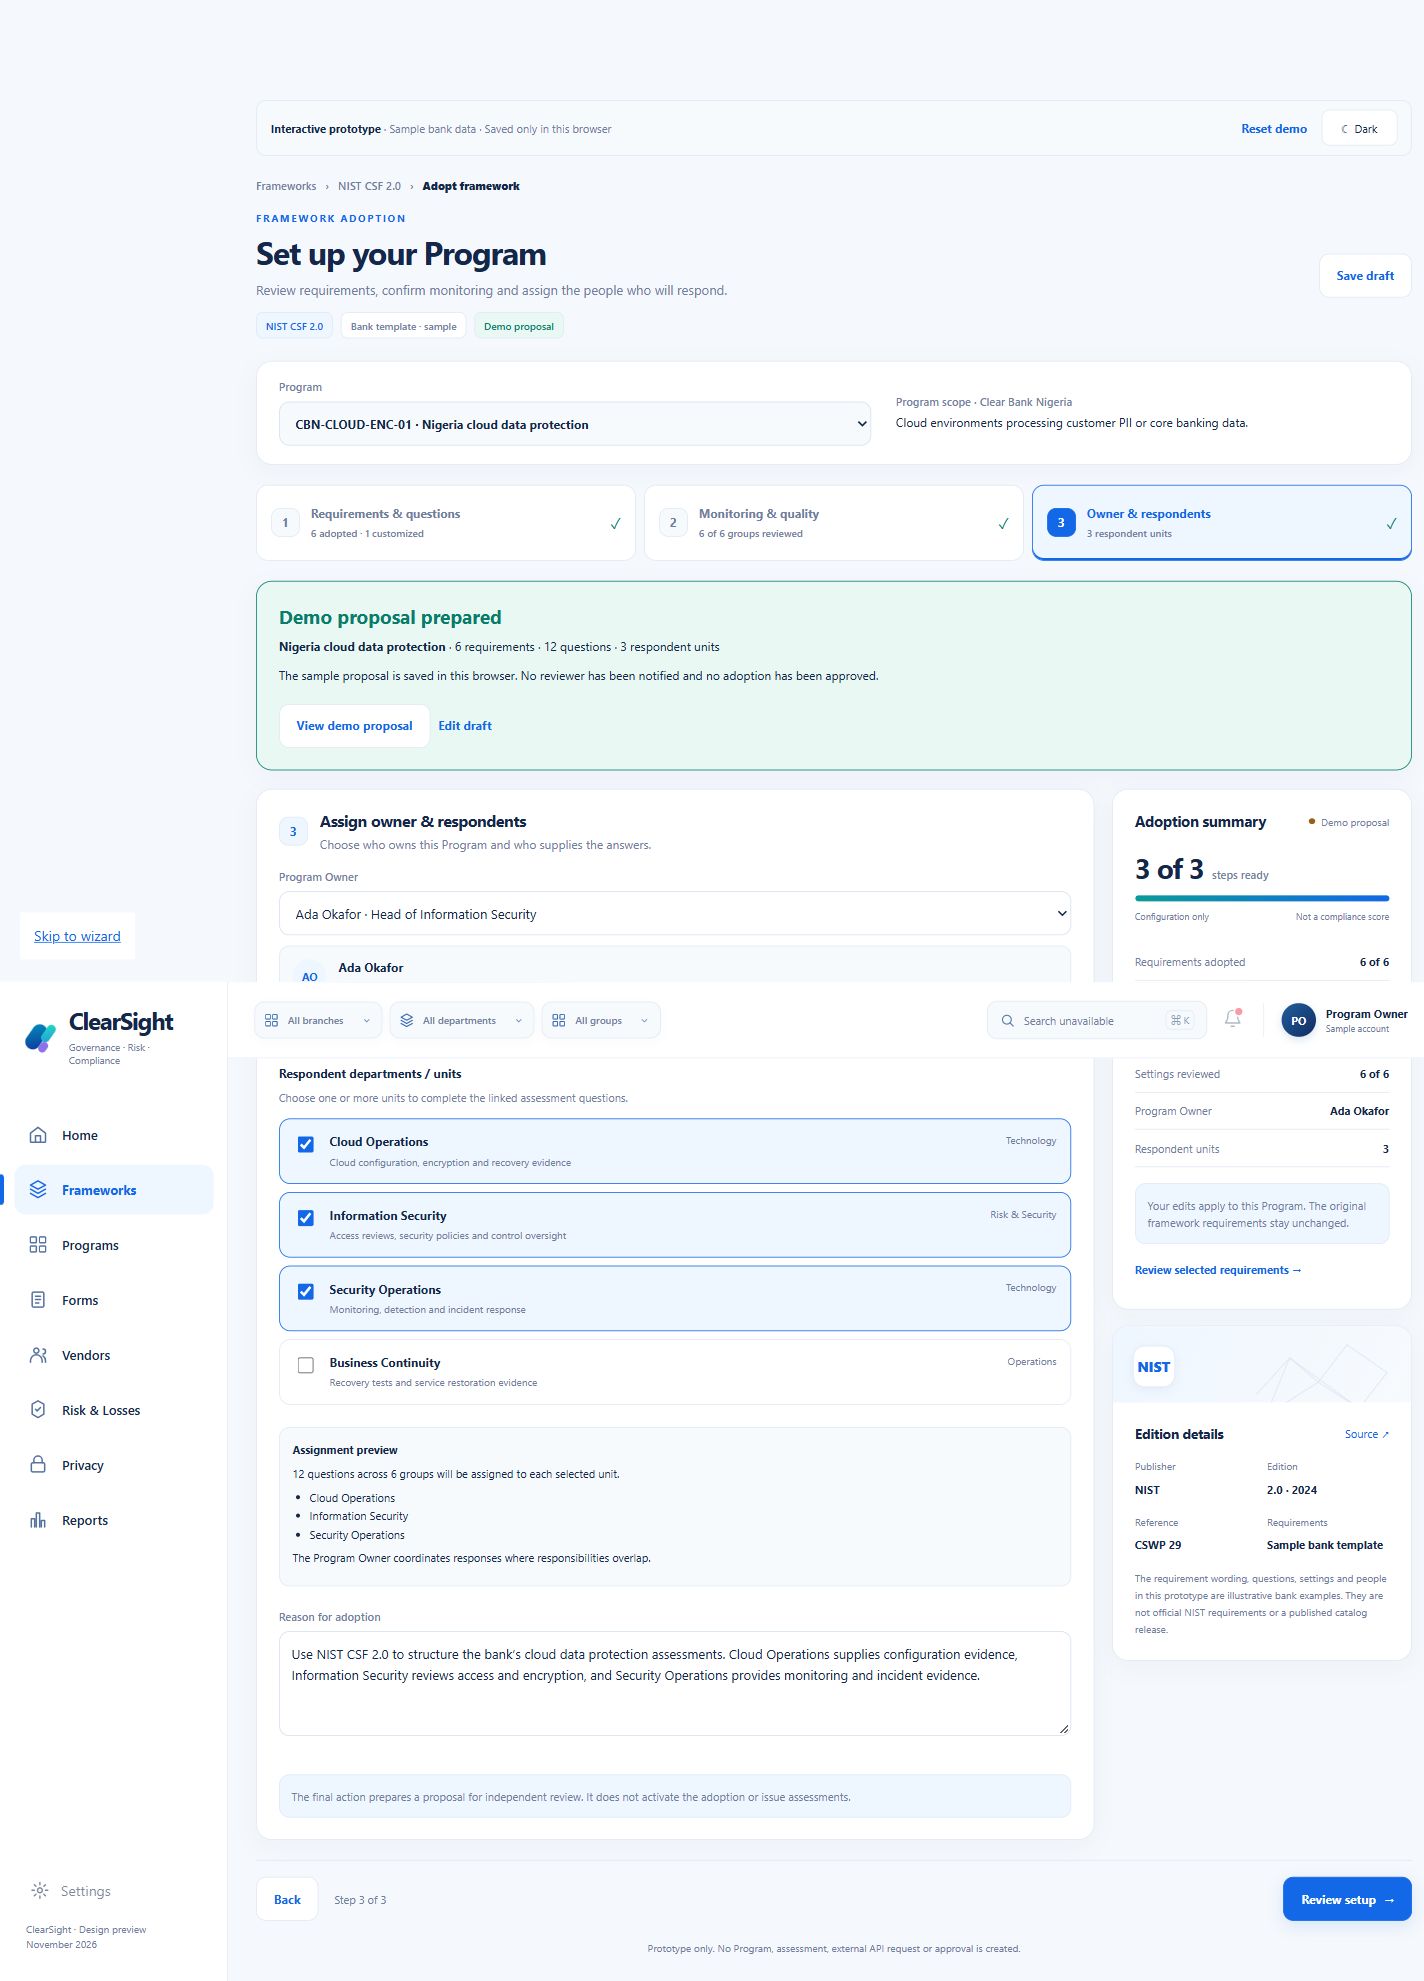 Interactive prototype · Sample bank data · Saved only in this browser
Reset demo
☾ Dark
Frameworks › NIST CSF 2.0 › Adopt framework
FRAMEWORK ADOPTION
Set up your Program
Review requirements, confirm monitoring and assign the people who will respond.
Save draft
NIST CSF 2.0
Bank template · sample
Demo proposal
Program
CBN-CLOUD-ENC-01 · Nigeria cloud data protection
Program scope · Clear Bank Nigeria
Cloud environments processing customer PII or core banking data.
1
Requirements & questions
6 adopted · 1 customized
✓
2
Monitoring & quality
6 of 6 groups reviewed
✓
3
Owner & respondents
3 respondent units
✓
Demo proposal prepared
Nigeria cloud data protection · 6 requirements · 12 questions · 3 respondent units
The sample proposal is saved in this browser. No reviewer has been notified and no adoption has been approved.
View demo proposal
Edit draft
3
Assign owner & respondents
Choose who owns this Program and who supplies the answers.
Program Owner
Ada Okafor · Head of Information Security
AO
Ada Okafor
Adoption summary
Demo proposal
3 of 3 steps ready
Configuration only
Not a compliance score
Requirements adopted
6 of 6
Skip to wizard
ClearSight
Governance · Risk ·
Compliance
All branches
All departments
All groups
Search unavailable
⌘K
PO
Program Owner
Sample account
Home
Frameworks
Programs
Forms
Vendors
Risk & Losses
Privacy
Reports
Settings
ClearSight · Design preview
November 2026
Respondent departments / units
Choose one or more units to complete the linked assessment questions.
Cloud Operations
Technology
Cloud configuration, encryption and recovery evidence
Information Security
Risk & Security
Access reviews, security policies and control oversight
Security Operations
Technology
Monitoring, detection and incident response
Business Continuity
Operations
Recovery tests and service restoration evidence
Assignment preview
12 questions across 6 groups will be assigned to each selected unit.
• Cloud Operations
• Information Security
• Security Operations
The Program Owner coordinates responses where responsibilities overlap.
Reason for adoption
Use NIST CSF 2.0 to structure the bank's cloud data protection assessments. Cloud Operations supplies configuration evidence,
Information Security reviews access and encryption, and Security Operations provides monitoring and incident evidence.
The final action prepares a proposal for independent review. It does not activate the adoption or issue assessments.
Settings reviewed
6 of 6
Program Owner
Ada Okafor
Respondent units
3
Your edits apply to this Program. The original
framework requirements stay unchanged.
Review selected requirements →
NIST
Edition details
Source ↗
Publisher
Edition
NIST
2.0 · 2024
Reference
Requirements
CSWP 29
Sample bank template
The requirement wording, questions, settings and people
in this prototype are illustrative bank examples. They are
not official NIST requirements or a published catalog
release.
Back
Step 3 of 3
Review setup →
Prototype only. No Program, assessment, external API request or approval is created.